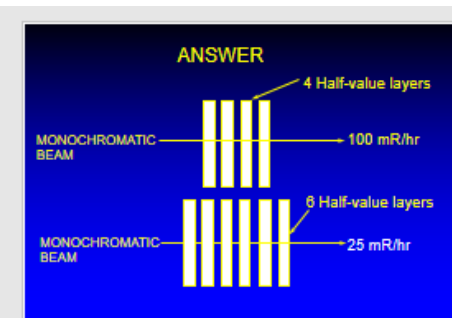 ANSWER
4 Half-value layers
MONOCHROMATIC
BEAM
100 mR/hr
6 Half-value layers
MONOCHROMATIC
BEAM
25 mR/hr